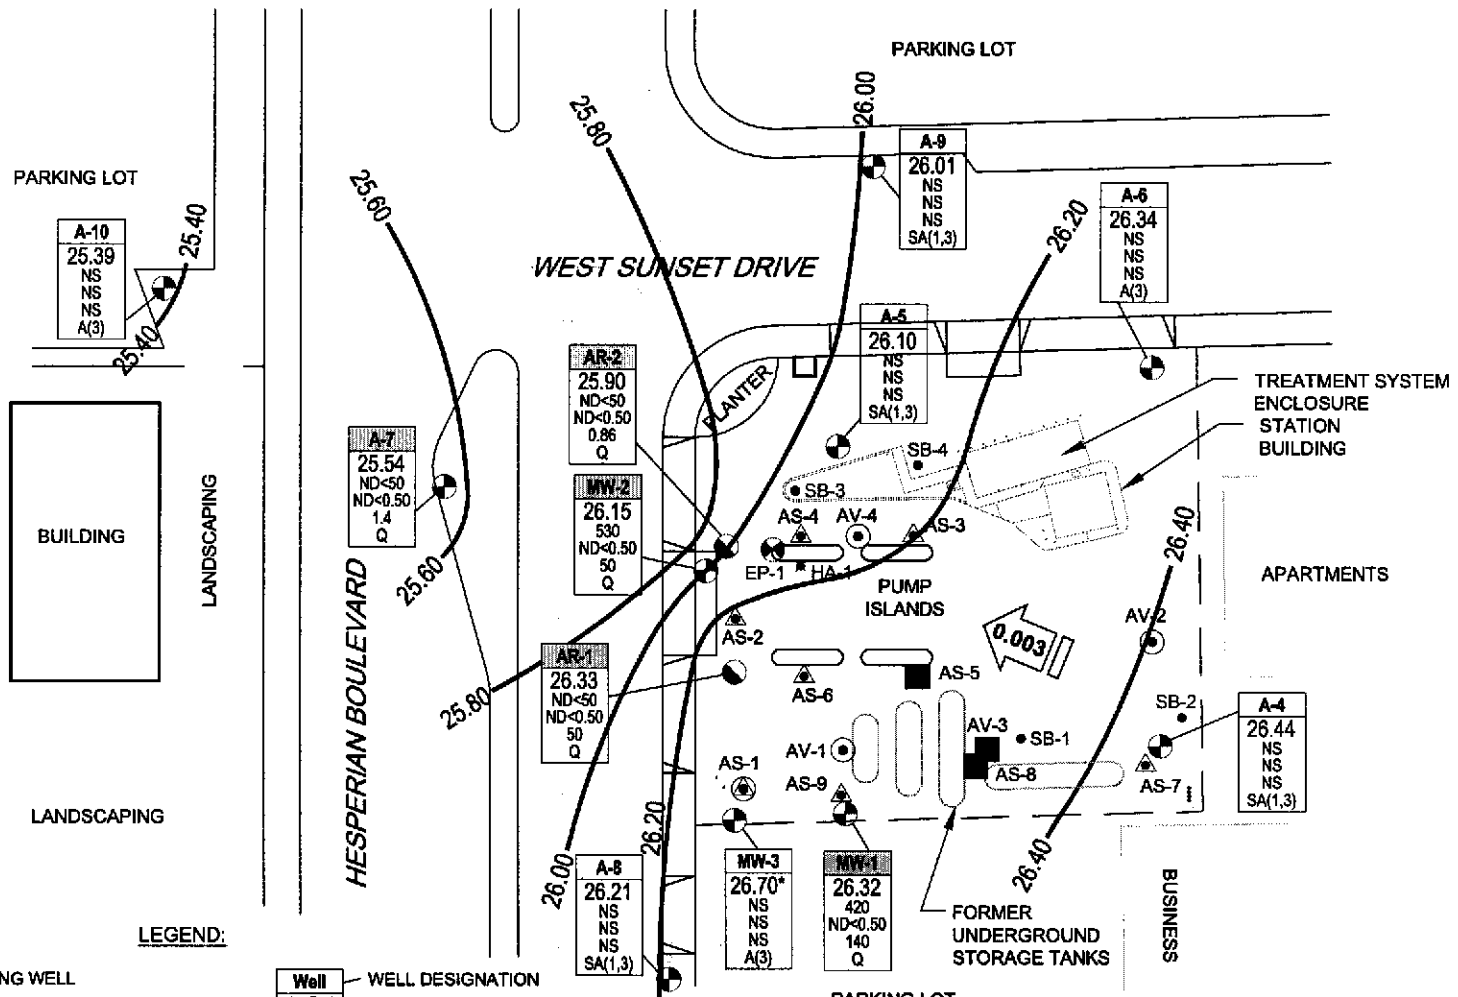 PARKING LOT
26.00
25.80
A-9
26.01
NS
NS
NS
SA(1,3)
PARKING LOT
25.60
A-6
26.34
NS
NS
NS
A(3)
26.20
A-10
25.39
NS
NS
NS
A(3)
25.40
25.40
WEST SUNSET DRIVE
A-5
26.10
NS
NS
NS
SA(1,3)
AR-2
25.90
ND<50
ND<0.50
0.86
Q
PLANTER
TREATMENT SYSTEM
ENCLOSURE
STATION
BUILDING
A-7
25.54
ND<50
ND<0.50
1.4
Q
SB-4
SB-3
MW-2
26.15
530
ND<0.50
50
Q
AS-4
AV-4
AS-3
26.40
BUILDING
LANDSCAPING
25.60
EP-1
HA-1
PUMP
ISLANDS
APARTMENTS
HESPERIAN BOULEVARD
AS-2
0.003
AV-2
AR-1
26.33
ND<50
ND<0.50
50
Q
AS-6
AS-5
25.80
SB-2
A-4
26.44
NS
NS
NS
SA(1,3)
AV-3
SB-1
AV-1
AS-1
AS-9
AS-8
AS-7
LANDSCAPING
26.20
26.00
26.40
A-8
26.21
NS
NS
NS
SA(1,3)
MW-3
26.70*
NS
NS
NS
A(3)
MW-1
26.32
420
ND<0.50
140
Q
FORMER
UNDERGROUND
STORAGE TANKS
BUSINESS
LEGEND:
NG WELL
Well
WELL DESIGNATION
PARKING LOT